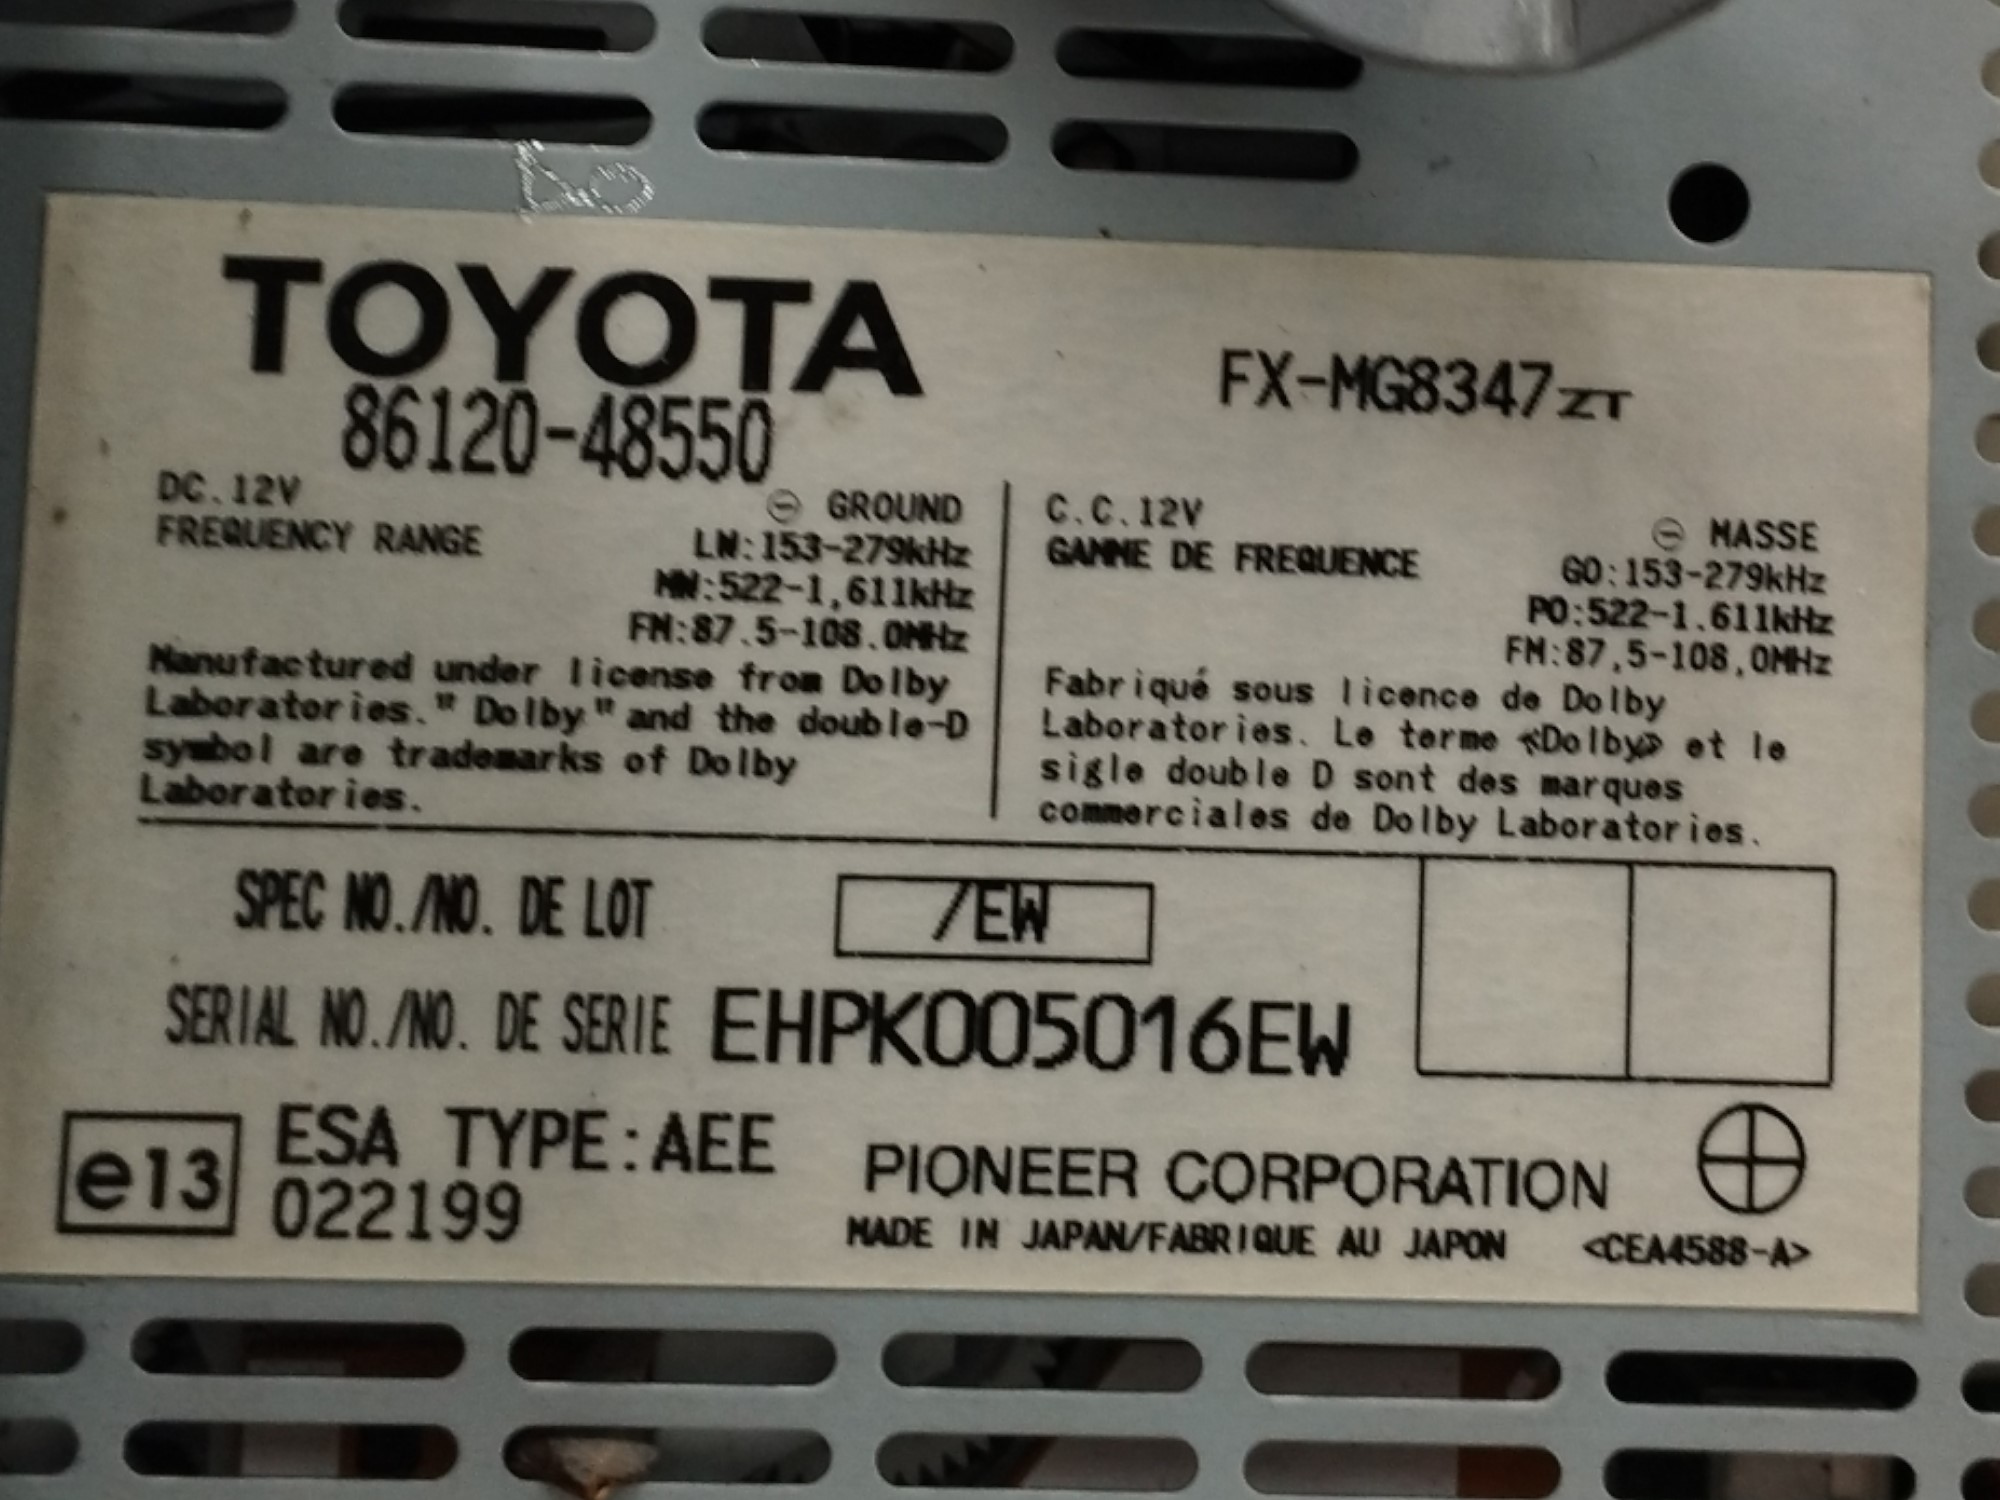 TOYOTA
86120-48550
FX-MG8347ZT
DC.12V
⊖ GROUND
FREQUENCY RANGE
LW:153-279kHz
MW:522-1,611kHz
FM:87.5-108.0MHz
Manufactured under license from Dolby
Laboratories."Dolby"and the double-D
symbol are trademarks of Dolby
Laboratories.
C.C.12V
⊖ MASSE
GAMME DE FREQUENCE
GO:153-279kHz
PO:522-1.611kHz
FM:87,5-108,0MHz
Fabriqué sous licence de Dolby
Laboratories. Le terme «Dolby» et le
sigle double D sont des marques
commerciales de Dolby Laboratories.
SPEC NO./NO. DE LOT /EW
SERIAL NO./NO. DE SERIE EHPK005016EW
e13
ESA TYPE:AEE
022199
PIONEER CORPORATION
MADE IN JAPAN/FABRIQUE AU JAPON <CEA4588-A>